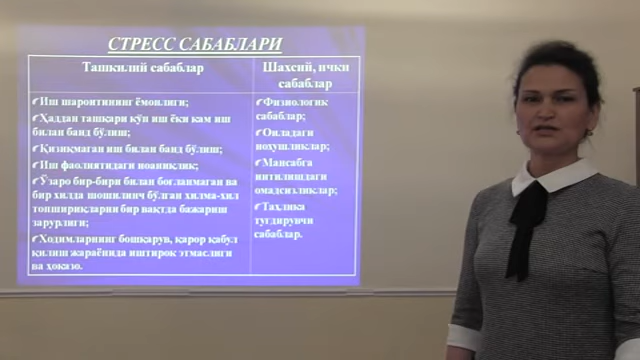 СТРЕСС САБАБЛАРИ
Ташкилий сабаблар
Иш шароитининг ёмонлиги;
Ҳаддан ташқари кўп иш ёки кам иш
билан банд бўлиш;
Қизиқмаган иш билан банд бўлиш;
Иш фаолиятидаги ноаниқлик;
Ўзаро бир-бири билан боғланмаган ва
бир хилда шошилинч бўлган хилма-хил
топшириқларни бир вақтда бажариш
зарурлиги;
Ходимларнинг бошқарув, қарор қабул
қилиш жараёнида иштирок этмаслиги
ва ҳоказо.
Шахсий, ички
сабаблар
Физиологик
сабаблар;
Оиладаги
нохушликлар;
Мансабга
интилишдаги
омадсизликлар;
Таҳлика
туғдирувчи
сабаблар.